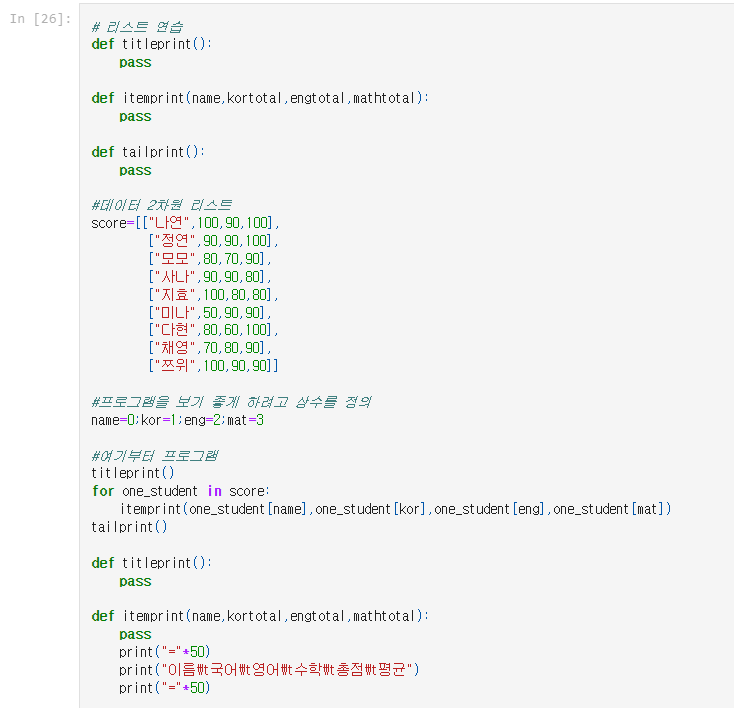 In [26]:
# 리스트 연습
def titleprint():
    pass
def itemprint(name,kortotal,engtotal,mathtotal):
    pass
def tailprint():
    pass
#데이터 2차원 리스트
score=[["나연",100,90,100],
       ["정연",90,90,100],
       ["모모",80,70,90],
       ["사나",90,90,80],
       ["지효",100,80,80],
       ["미나",50,90,90],
       ["다현",80,60,100],
       ["채영",70,80,90],
       ["쯔위",100,90,90]]
#프로그램을 보기 좋게 하려고 상수를 정의
name=0;kor=1;eng=2;mat=3
#여기부터 프로그램
titleprint()
for one_student in score:
    itemprint(one_student[name],one_student[kor],one_student[eng],one_student[mat])
tailprint()
def titleprint():
    pass
def itemprint(name,kortotal,engtotal,mathtotal):
    pass
    print("="*50)
    print("이름₩t국어₩t영어₩t수학₩t총점₩t평균")
    print("="*50)